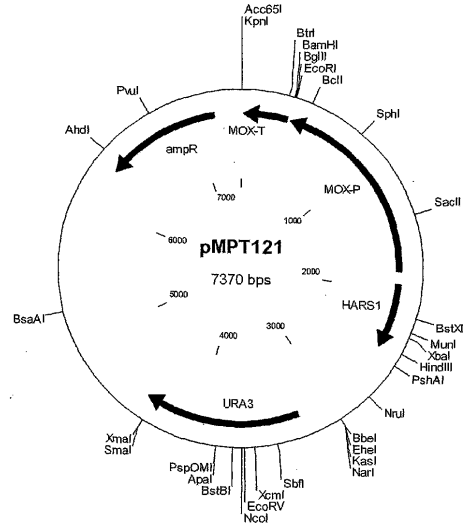 Acc65I
KpnI
BtrI
BamHI
BglII
EcoRI
BclI
PvuI
SphI
MOX-T
AhdI
ampR
MOX-P
7000
1000
SacII
6000
pMPT121
7370 bps
2000
5000
HARS1
BsaAI
BstXI
MunI
4000
3000
XbaI
HindIII
PshAI
URA3
NruI
XmaI
SmaI
BbeI
EheI
KasI
NarI
PspOMI
ApaI
BstBI
SbfI
XcmI
EcoRV
NcoI